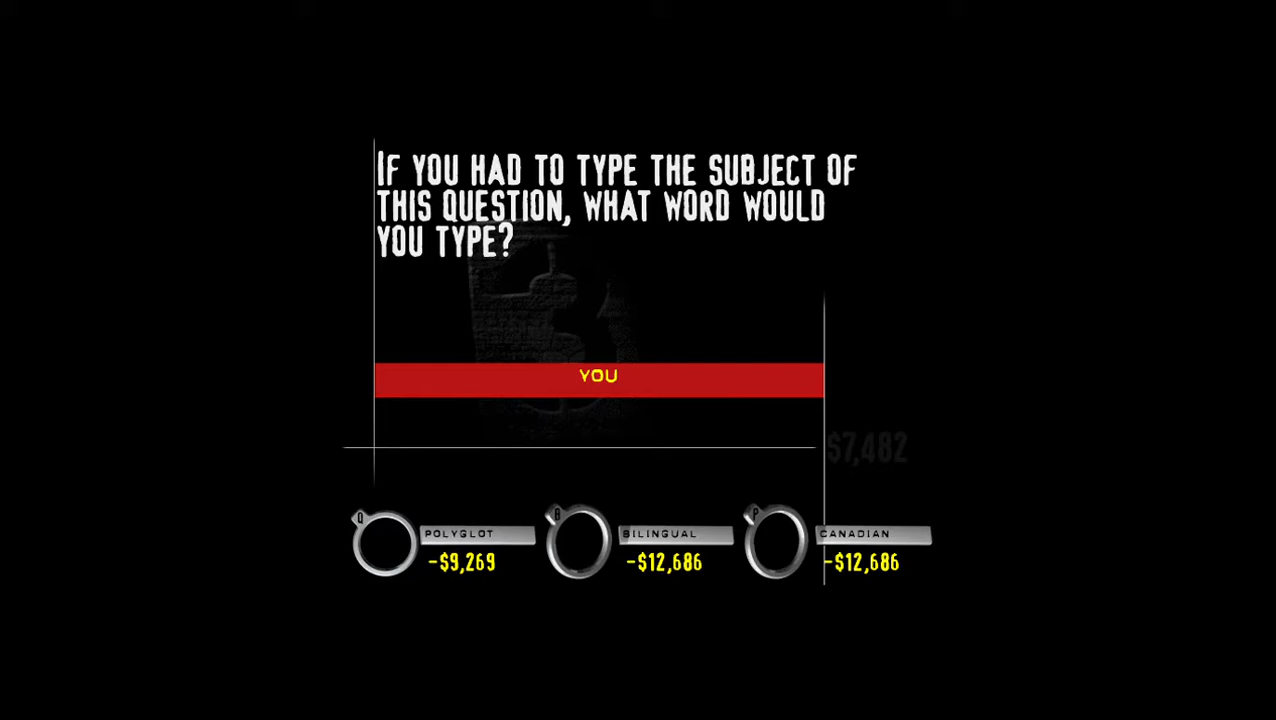 IF YOU HAD TO TYPE THE SUBJECT OF
THIS QUESTION, WHAT WORD WOULD
YOU TYPE?
3
YOU
$7,482
Q POLYGLOT B BILINGUAL P CANADIAN
-$9,269 -$12,686 -$12,686